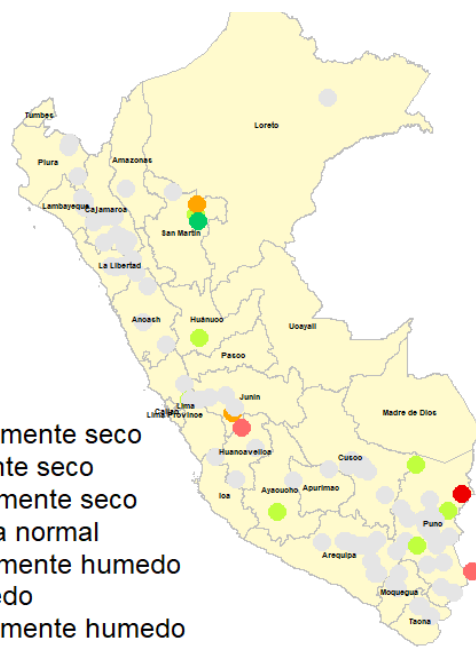 Loreto
Tumbes
Piura
Amazonas
Lambayeque
Cajamarca
San Martin
La Libertad
Ancash
Huánuco
Ucayali
Pasco
Junin
Lima
Callao
Lima Province
Madre de Dios
mente seco
Huancavelica
Cusco
nte seco
Ica
Ayacucho
Apurimac
mente seco
Puno
a normal
Arequipa
mente humedo
Moquegua
edo
Tacna
mente humedo